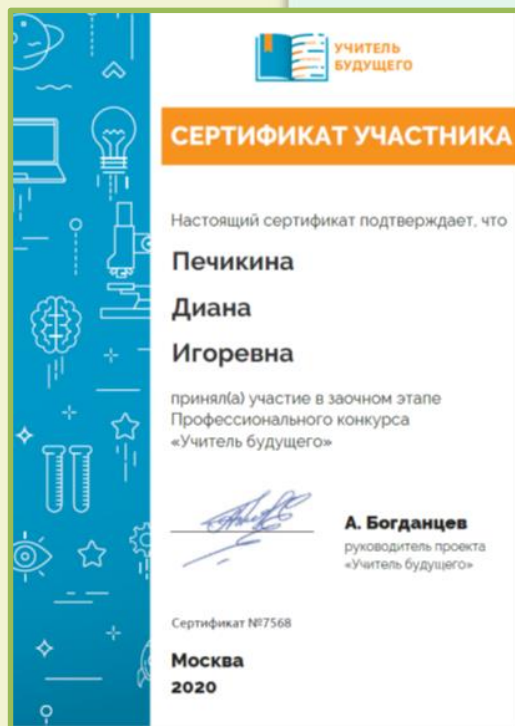 УЧИТЕЛЬ
БУДУЩЕГО
СЕРТИФИКАТ УЧАСТНИКА
Настоящий сертификат подтверждает, что
Печикина
Диана
Игоревна
принял(а) участие в заочном этапе
Профессионального конкурса
«Учитель будущего»
А. Богданцев
руководитель проекта
«Учитель будущего»
Сертификат №7568
Москва
2020